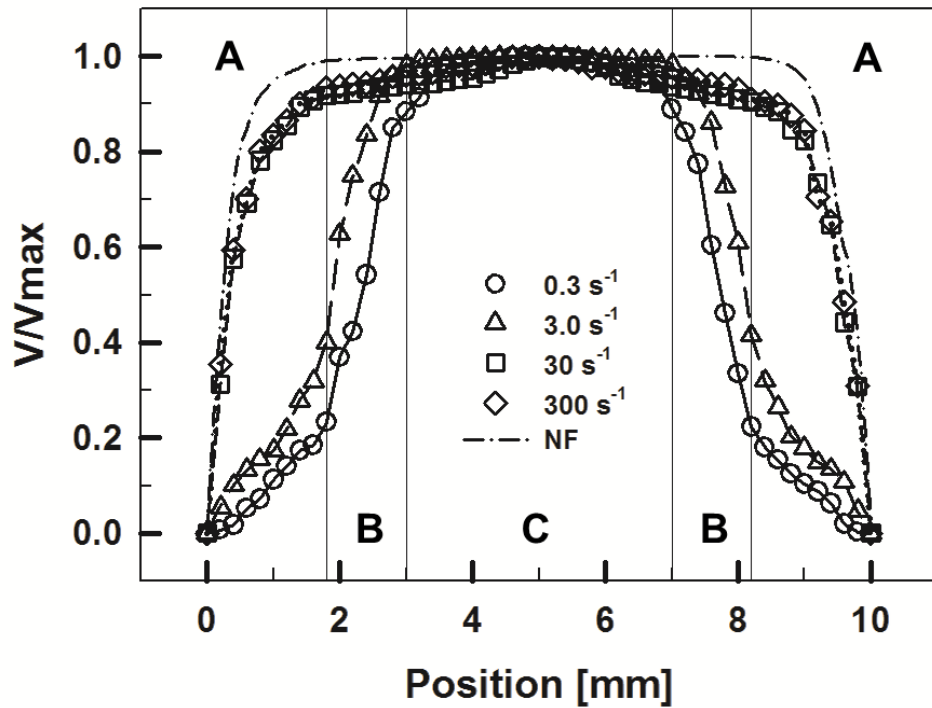 1.0
0.8
0.6
0.4
0.2
0.0
V/Vmax
A
A
0.3 s⁻¹
3.0 s⁻¹
30 s⁻¹
300 s⁻¹
NF
B
C
B
0 2 4 6 8 10
Position [mm]